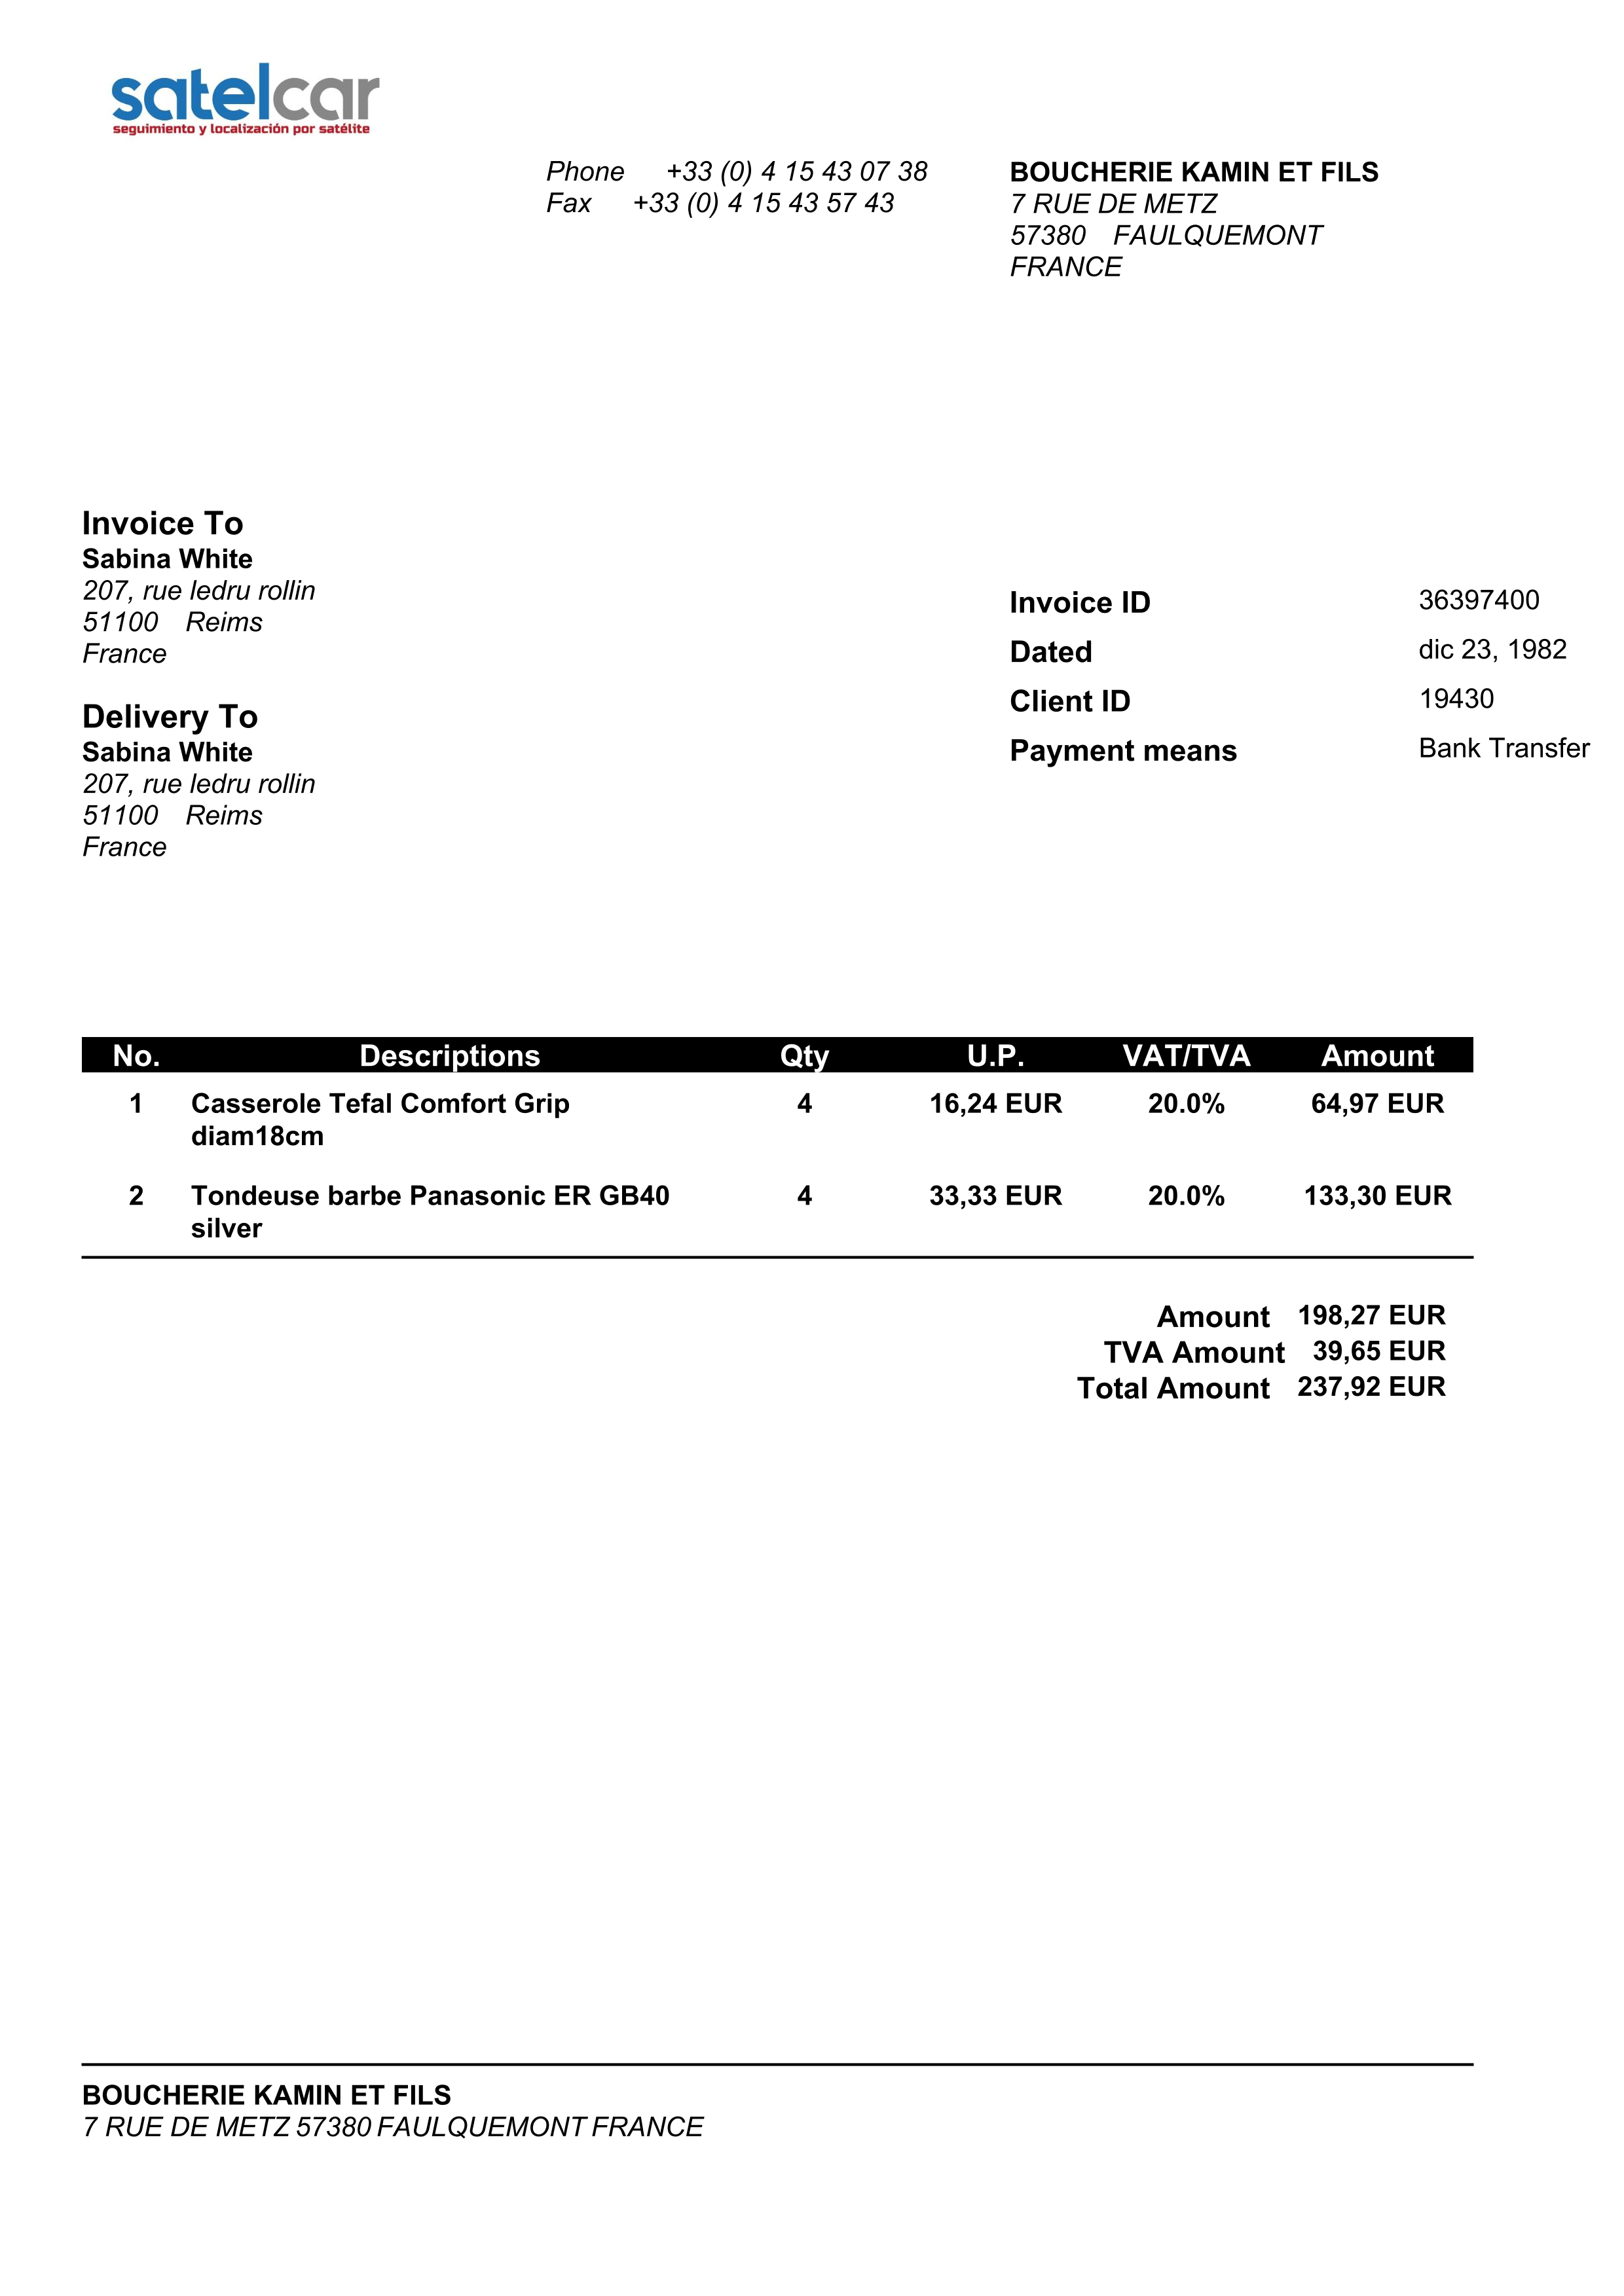 satelcar
seguimiento y localización por satélite
Phone +33 (0) 4 15 43 07 38
Fax +33 (0) 4 15 43 57 43
BOUCHERIE KAMIN ET FILS
7 RUE DE METZ
57380 FAULQUEMONT
FRANCE
Invoice To
Sabina White
207, rue ledru rollin
51100 Reims
France
Delivery To
Sabina White
207, rue ledru rollin
51100 Reims
France
Invoice ID 36397400
Dated dic 23, 1982
Client ID 19430
Payment means Bank Transfer
No. Descriptions Qty U.P. VAT/TVA Amount
1 Casserole Tefal Comfort Grip 4 16,24 EUR 20.0% 64,97 EUR
diam18cm
2 Tondeuse barbe Panasonic ER GB40 4 33,33 EUR 20.0% 133,30 EUR
silver
Amount 198,27 EUR
TVA Amount 39,65 EUR
Total Amount 237,92 EUR
BOUCHERIE KAMIN ET FILS
7 RUE DE METZ 57380 FAULQUEMONT FRANCE